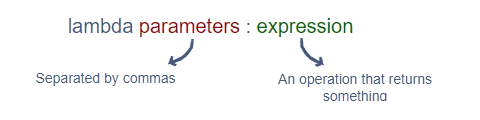 lambda parameters : expression
Separated by commas
An operation that returns
something